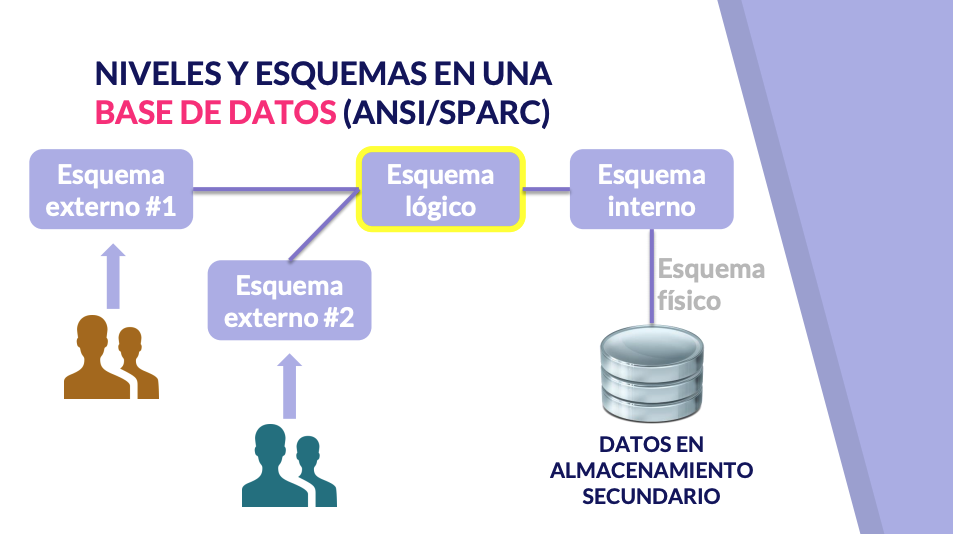 NIVELES Y ESQUEMAS EN UNA
BASE DE DATOS (ANSI/SPARC)
Esquema
externo #1
Esquema
lógico
Esquema
interno
Esquema
externo #2
Esquema
físico
DATOS EN
ALMACENAMIENTO
SECUNDARIO